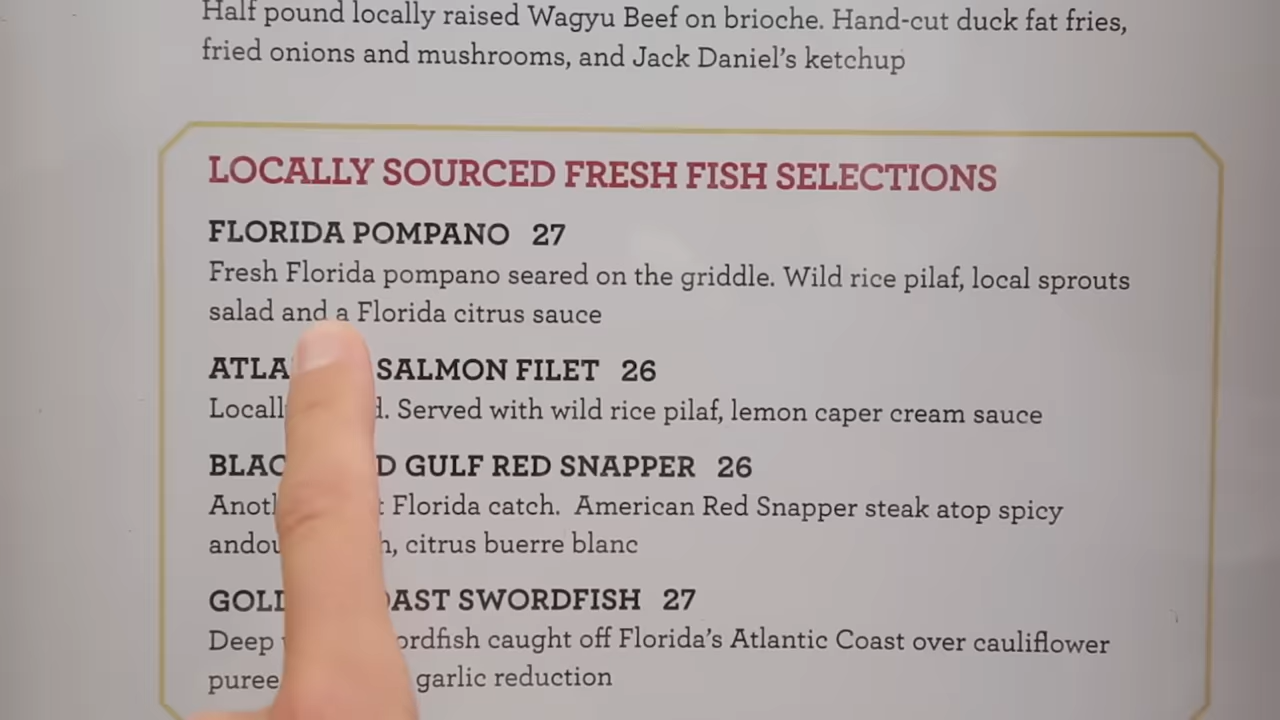 Half pound locally raised Wagyu Beef on brioche. Hand-cut duck fat fries,
fried onions and mushrooms, and Jack Daniel's ketchup
LOCALLY SOURCED FRESH FISH SELECTIONS
FLORIDA POMPANO 27
Fresh Florida pompano seared on the griddle. Wild rice pilaf, local sprouts
salad and a Florida citrus sauce
SALMON FILET 26
Served with wild rice pilaf, lemon caper cream sauce
GULF RED SNAPPER 26
Florida catch. American Red Snapper steak atop spicy
citrus buerre blanc
SWORDFISH 27
Deep caught off Florida's Atlantic Coast over cauliflower
puree garlic reduction